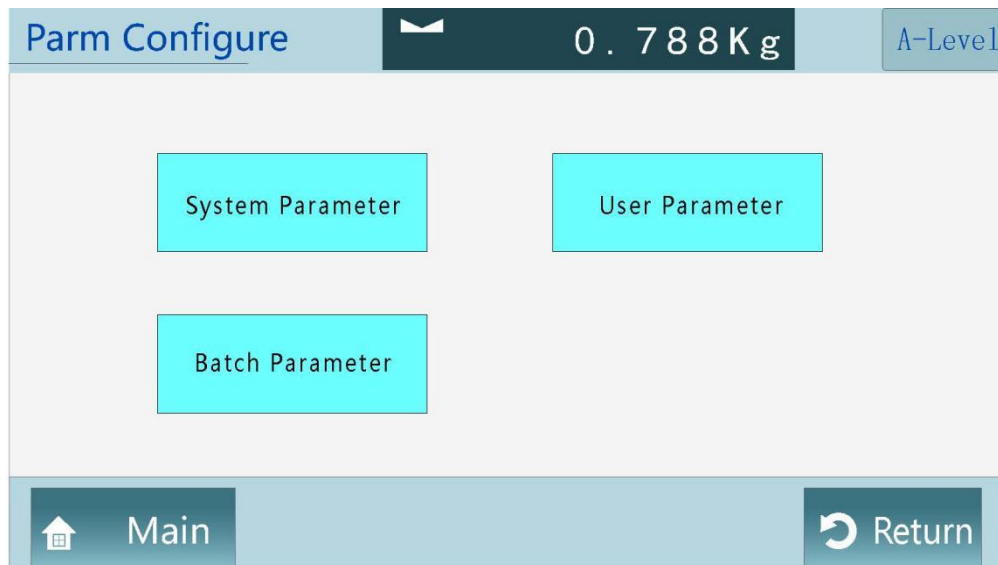 Parm Configure
0.788Kg
A-Level
System Parameter
User Parameter
Batch Parameter
Main
Return